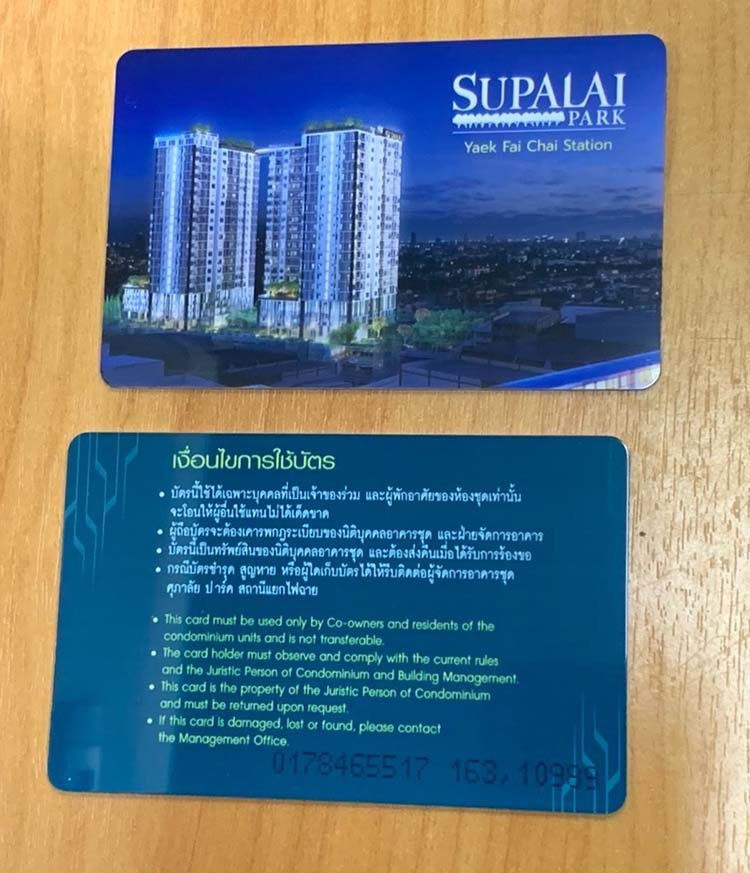 SUPALAI
PARK
Yaek Fai Chai Station
เงื่อนไขการใช้บัตร
• บัตรนี้ใช้ได้เฉพาะบุคคลที่เป็นเจ้าของร่วม และผู้พักอาศัยของห้องชุดเท่านั้น
จะโอนให้ผู้อื่นใช้แทนไม่ได้เด็ดขาด
• ผู้ถือบัตรจะต้องเคารพกฎระเบียบของนิติบุคคลอาคารชุด และฝ่ายจัดการอาคาร
• บัตรนี้เป็นทรัพย์สินของนิติบุคคลอาคารชุด และต้องส่งคืนเมื่อได้รับการร้องขอ
• กรณีบัตรชำรุด สูญหาย หรือผู้ใดเก็บบัตรได้ให้รีบติดต่อผู้จัดการอาคารชุด
ศุภาลัย ปาร์ค สถานีแยกไฟฉาย
• This card must be used only by Co-owners and residents of the
condominium units and is not transferable.
• The card holder must observe and comply with the current rules
and the Juristic Person of Condominium and Building Management.
• This card is the property of the Juristic Person of Condominium
and must be returned upon request.
• If this card is damaged, lost or found, please contact
the Management Office.
0178465517 163,10999